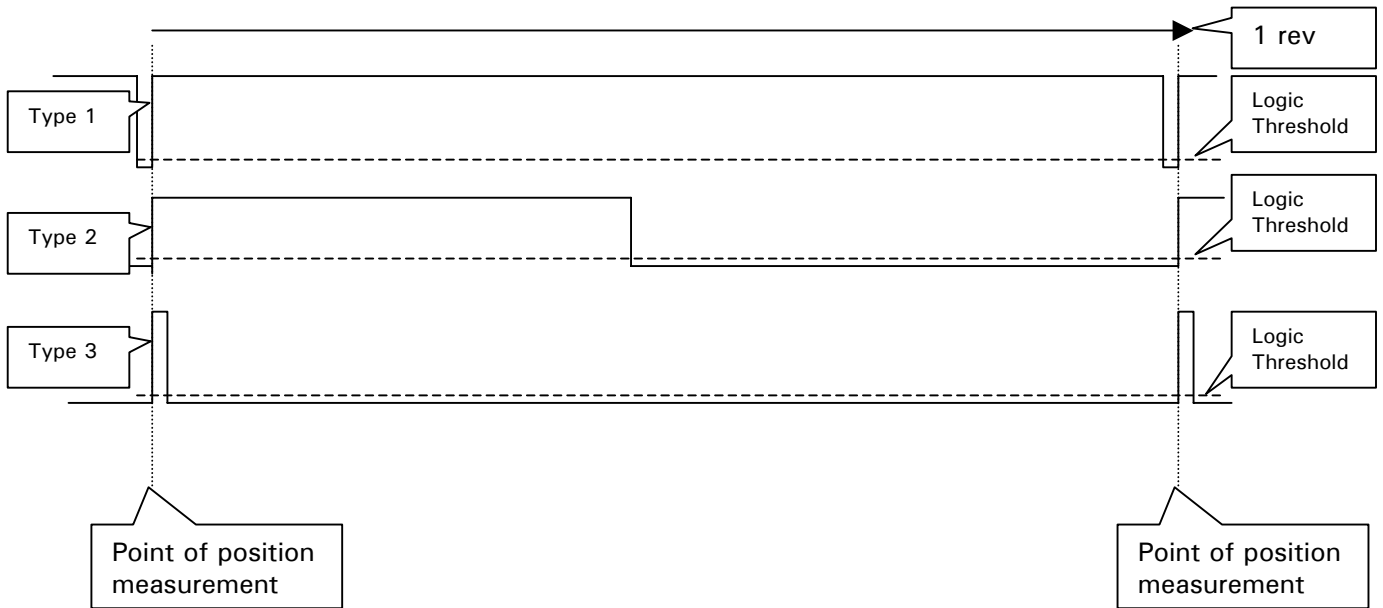 1 rev
Type 1
Logic
Threshold
Type 2
Logic
Threshold
Type 3
Logic
Threshold
Point of position
measurement
Point of position
measurement